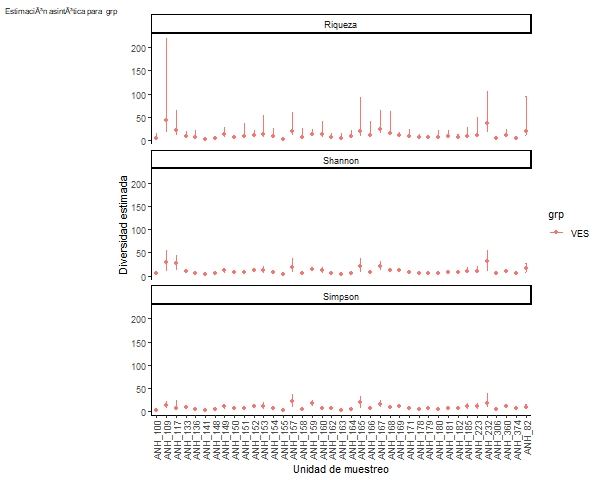 EstimaciÃ³n asintÃ³tica para grp
Riqueza
200
150
100
50
0
Shannon
200
150
100
50
0
Simpson
200
150
100
50
0
Diversidad estimada
grp
VES
ANH_100
ANH_109
ANH_117
ANH_133
ANH_136
ANH_141
ANH_148
ANH_149
ANH_150
ANH_151
ANH_152
ANH_153
ANH_154
ANH_155
ANH_157
ANH_158
ANH_159
ANH_160
ANH_162
ANH_163
ANH_164
ANH_165
ANH_166
ANH_167
ANH_168
ANH_169
ANH_171
ANH_178
ANH_179
ANH_180
ANH_181
ANH_182
ANH_185
ANH_223
ANH_232
ANH_306
ANH_360
ANH_374
ANH_82
Unidad de muestreo